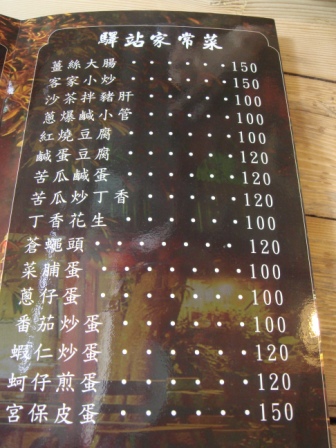 驛站家常菜
薑絲大腸 · · · · · · 150
客家小炒 · · · · · · 150
沙茶拌豬肝 · · · · · 100
蔥爆鹹小管 · · · · · 100
紅燒豆腐 · · · · · · 100
鹹蛋豆腐 · · · · · · 120
苦瓜鹹蛋 · · · · · · 120
苦瓜炒丁香 · · · · · 120
丁香花生 · · · · · · 100
蒼蠅頭 · · · · · · 120
菜脯蛋 · · · · · · 100
蔥仔蛋 · · · · · · 100
番茄炒蛋 · · · · · · 100
蝦仁炒蛋 · · · · · · 120
蚵仔煎蛋 · · · · · · 120
宮保皮蛋 · · · · · · 150